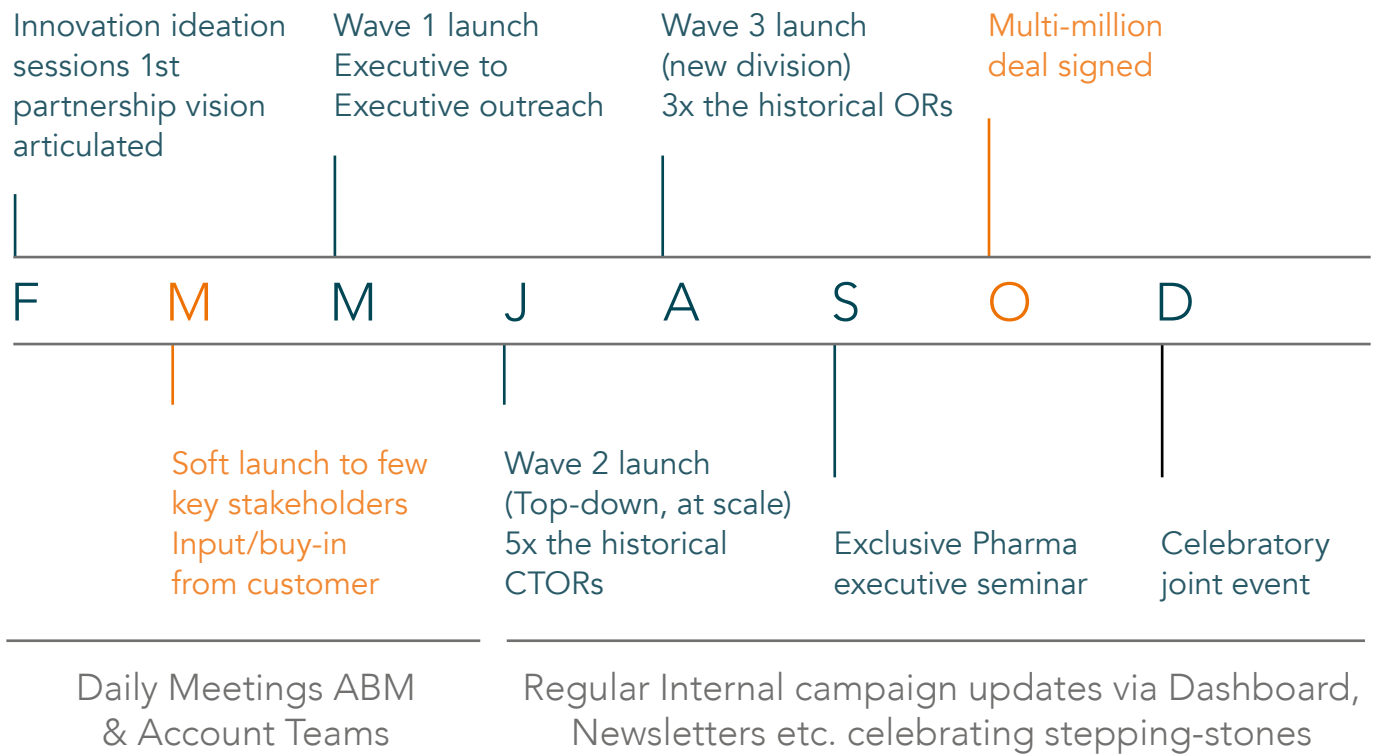 Innovation ideation
sessions 1st
partnership vision
articulated
Wave 1 launch
Executive to
Executive outreach
Wave 3 launch
(new division)
3x the historical ORs
Multi-million
deal signed
F M M J A S O D
Soft launch to few
key stakeholders
Input/buy-in
from customer
Wave 2 launch
(Top-down, at scale)
5x the historical
CTORs
Exclusive Pharma
executive seminar
Celebratory
joint event
Daily Meetings ABM
& Account Teams
Regular Internal campaign updates via Dashboard,
Newsletters etc. celebrating stepping-stones